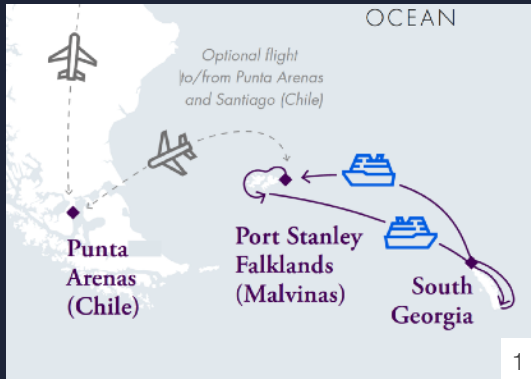 OCEAN
Optional flight
to/from Punta Arenas
and Santiago (Chile)
Punta
Arenas
(Chile)
Port Stanley
Falklands
(Malvinas)
South
Georgia
1